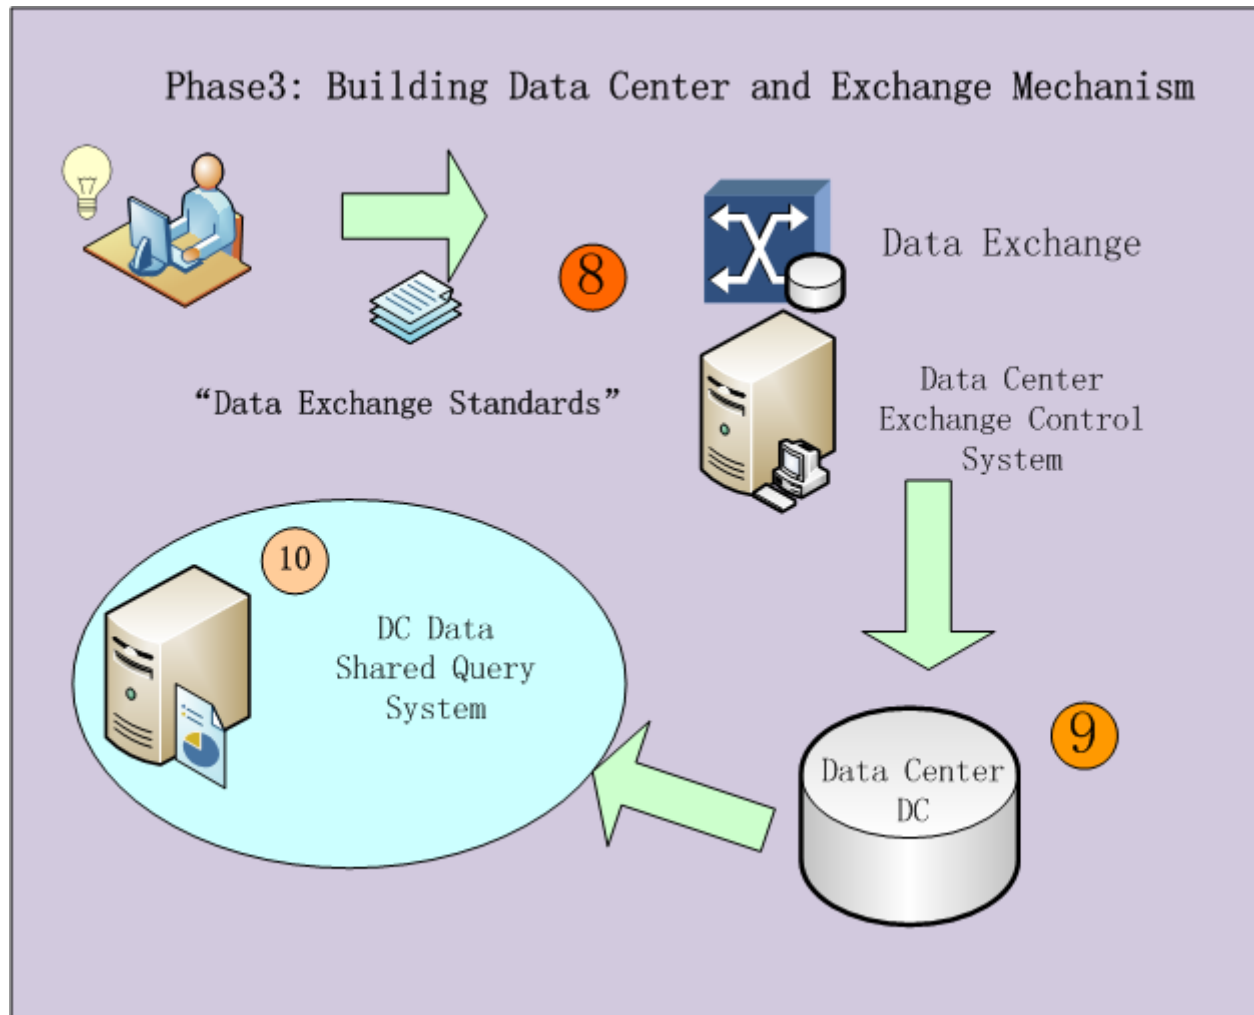 Phase3: Building Data Center and Exchange Mechanism
8
Data Exchange
“Data Exchange Standards”
Data Center
Exchange Control
System
10
DC Data
Shared Query
System
9
Data Center
DC